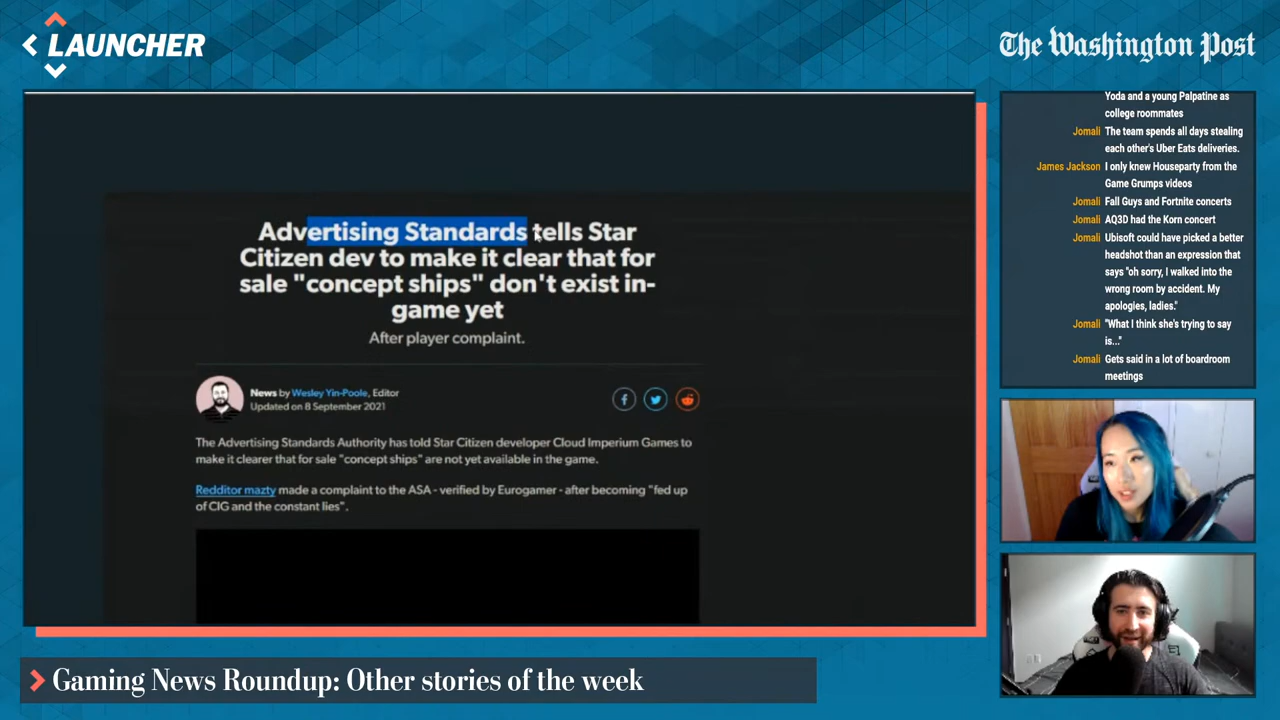 LAUNCHER
The Washington Post
Advertising Standards tells Star
Citizen dev to make it clear that for
sale "concept ships" don't exist in-
game yet
After player complaint.
News by Wesley Yin-Poole, Editor
Updated on 8 September 2021
The Advertising Standards Authority has told Star Citizen developer Cloud Imperium Games to
make it clearer that for sale "concept ships" are not yet available in the game.
Redditor mazty made a complaint to the ASA - verified by Eurogamer - after becoming "fed up
of CIG and the constant lies".
Yoda and a young Palpatine as
college roommates
Jomali The team spends all days stealing
each other's Uber Eats deliveries.
James Jackson I only knew Houseparty from the
Game Grumps videos
Jomali Fall Guys and Fortnite concerts
Jomali AQ3D had the Korn concert
Jomali Ubisoft could have picked a better
headshot than an expression that
says "oh sorry, I walked into the
wrong room by accident. My
apologies, ladies."
Jomali "What I think she's trying to say
is..."
Jomali Gets said in a lot of boardroom
meetings
Gaming News Roundup: Other stories of the week